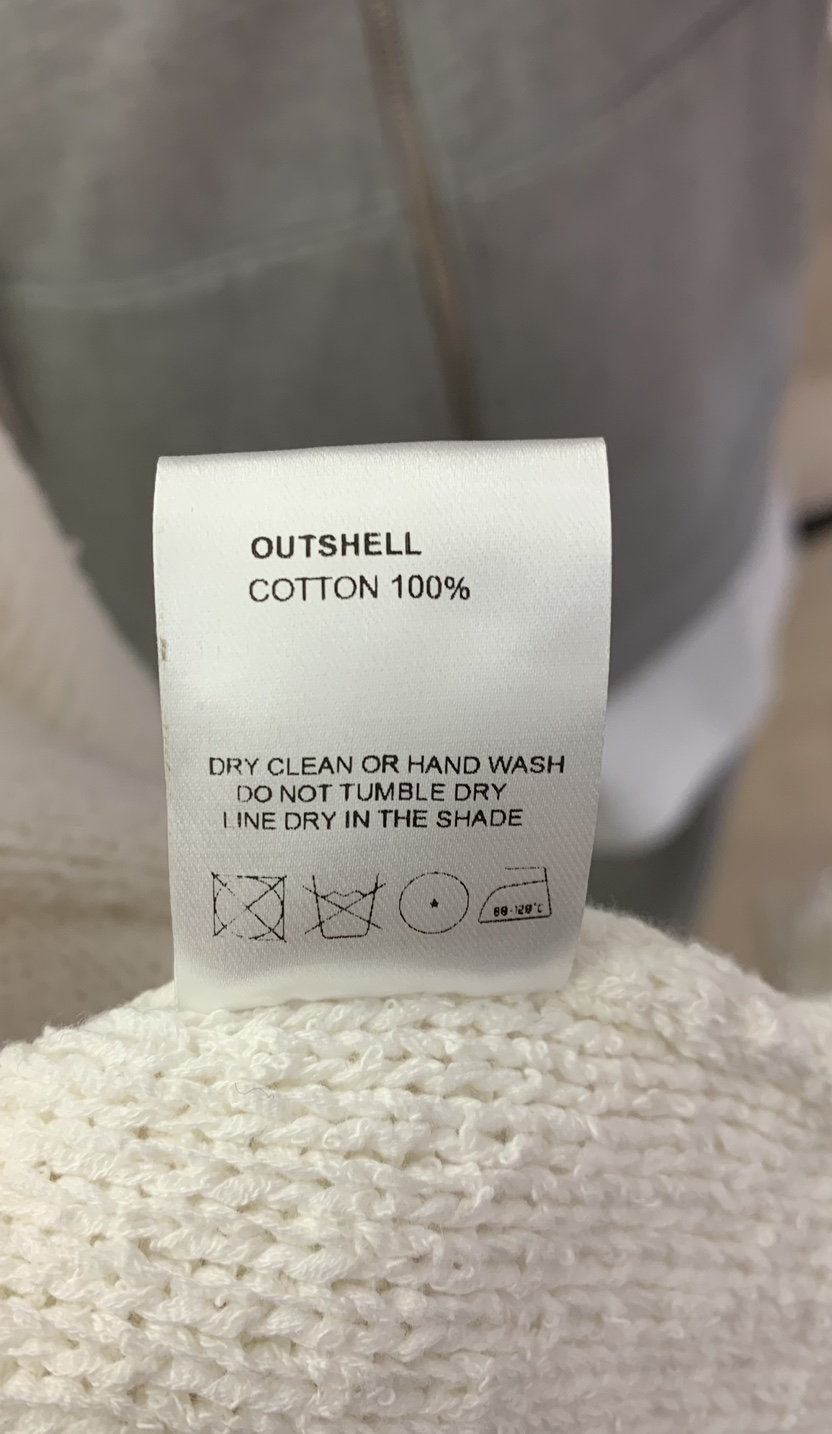 OUTSHELL
COTTON 100%
DRY CLEAN OR HAND WASH
DO NOT TUMBLE DRY
LINE DRY IN THE SHADE
80-120°C